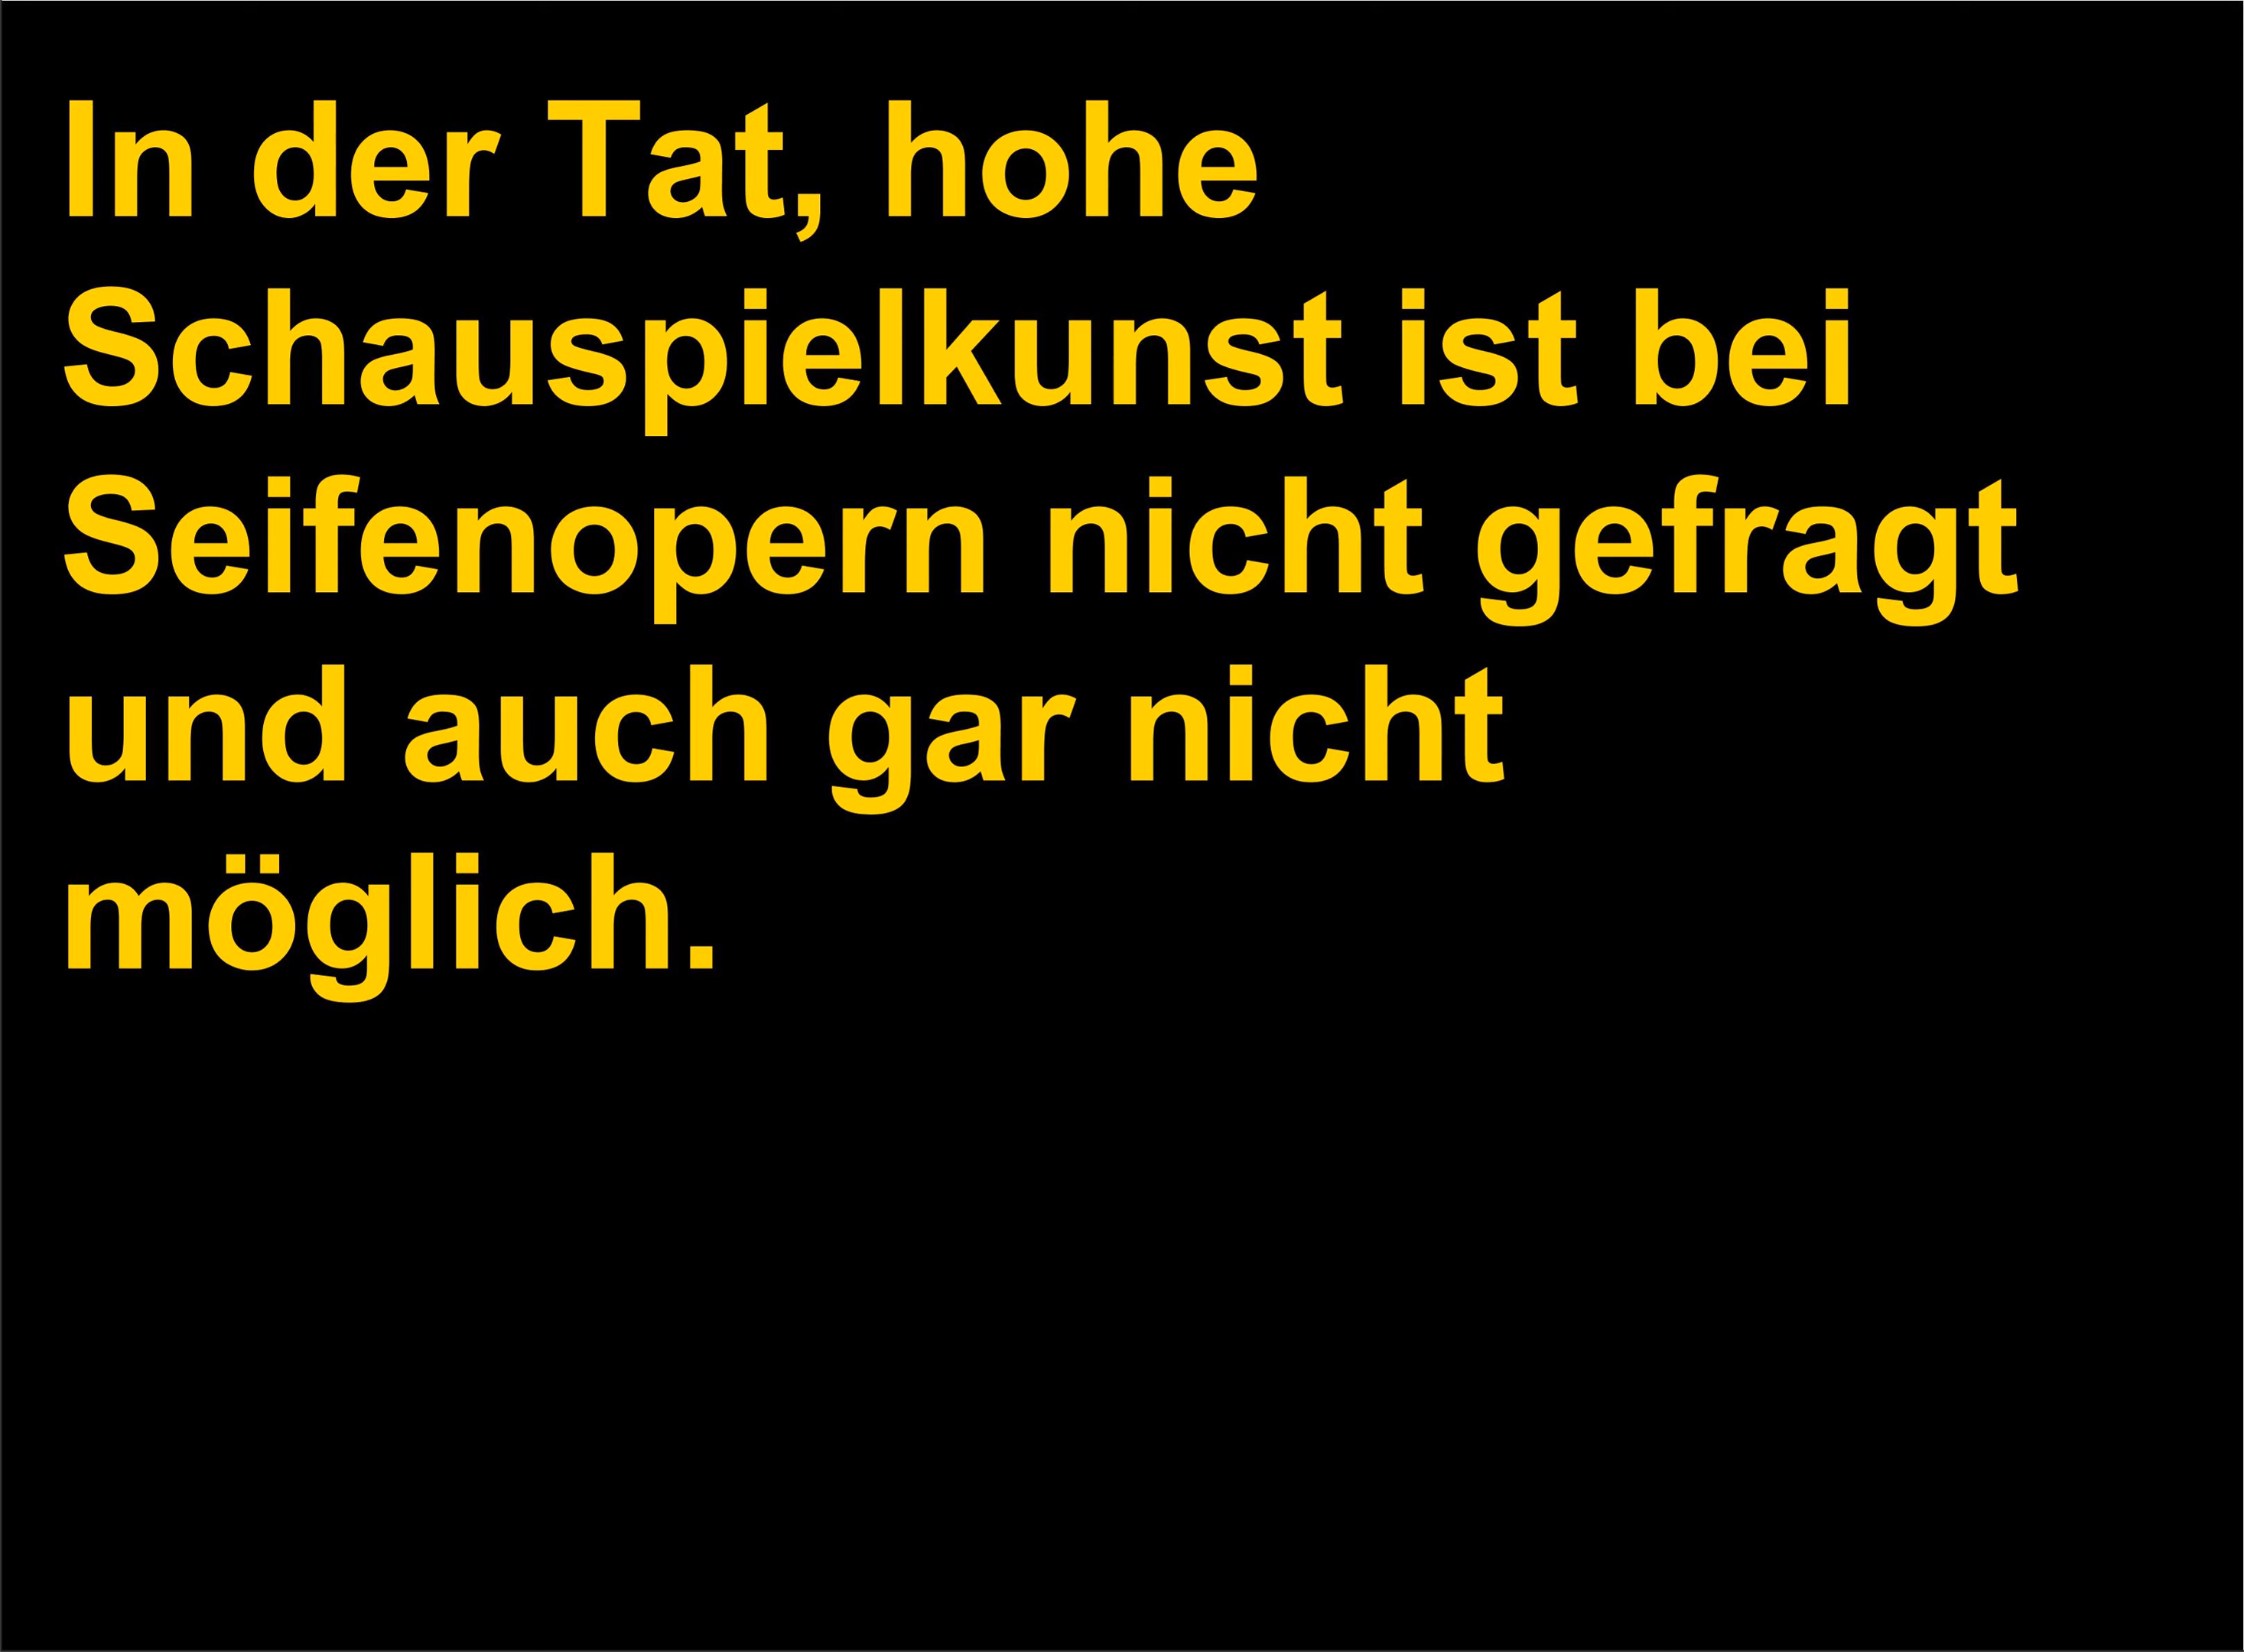 In der Tat, hohe
Schauspielkunst ist bei
Seifenopern nicht gefragt
und auch gar nicht
möglich.